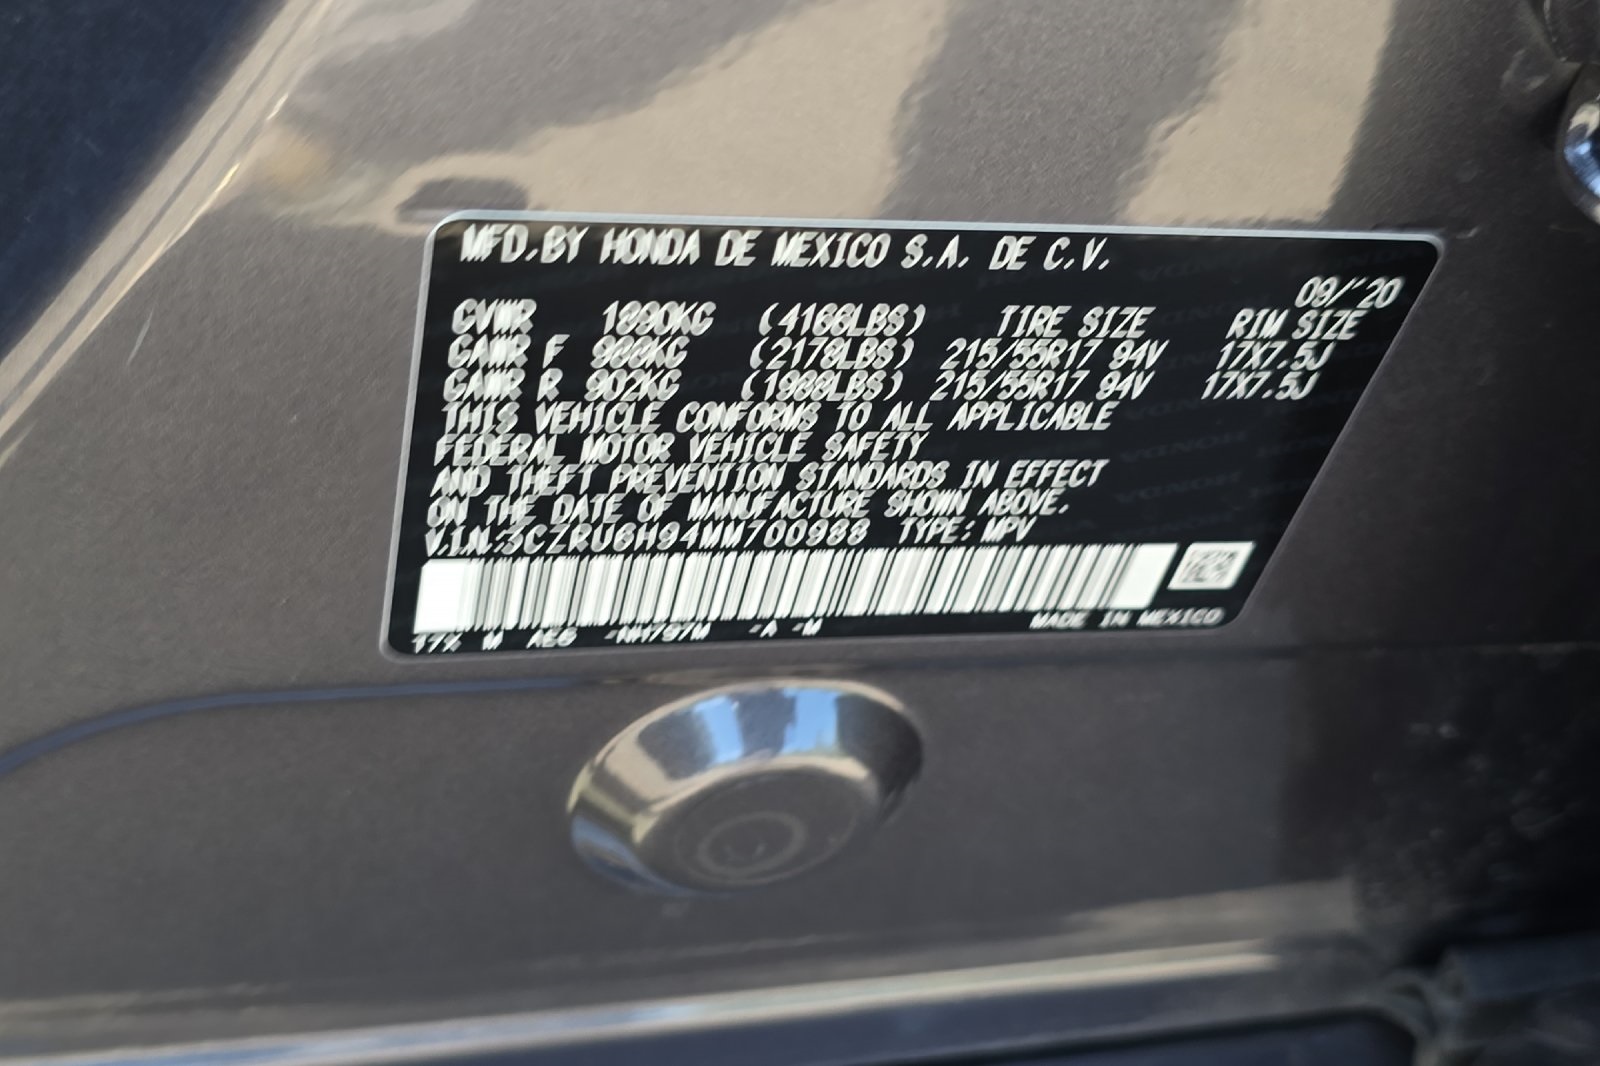 MFD. BY HONDA DE MEXICO S.A. DE C.V.
09/'20
GVWR 1890KG (4166LBS) TIRE SIZE RIM SIZE
GAWR F 988KG (2178LBS) 215/55R17 94V 17X7.5J
GAWR R 902KG (1988LBS) 215/55R17 94V 17X7.5J
THIS VEHICLE CONFORMS TO ALL APPLICABLE
FEDERAL MOTOR VEHICLE SAFETY
AND THEFT PREVENTION STANDARDS IN EFFECT
ON THE DATE OF MANUFACTURE SHOWN ABOVE.
V.I.N.:3CZRU6H94MM700988 TYPE: MPV
M -NH797M -A -M MADE IN MEXICO